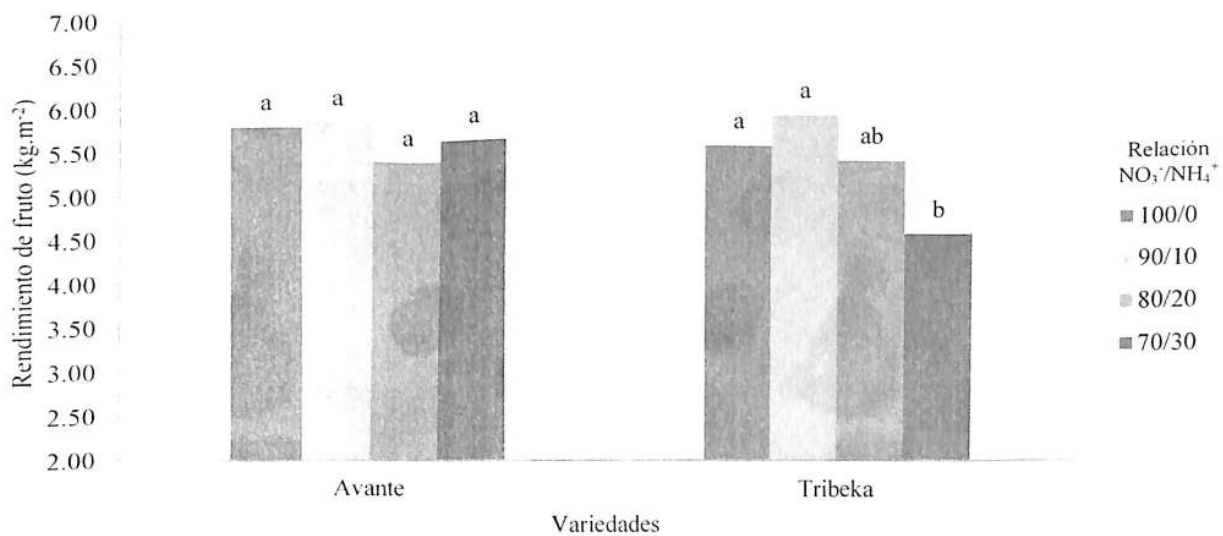 7.00
6.50
6.00
5.50
5.00
4.50
4.00
3.50
3.00
2.50
2.00
Rendimiento de fruto (kg.m⁻²)
a
a
a
a
a
a
ab
b
Avante
Tribeka
Variedades
Relación
NO₃⁻/NH₄⁺
100/0
90/10
80/20
70/30